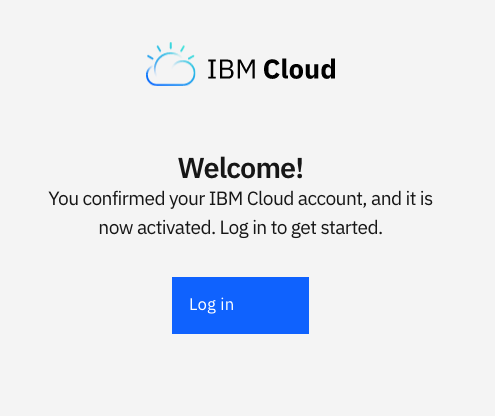 IBM Cloud
Welcome!
You confirmed your IBM Cloud account, and it is
now activated. Log in to get started.
Log in